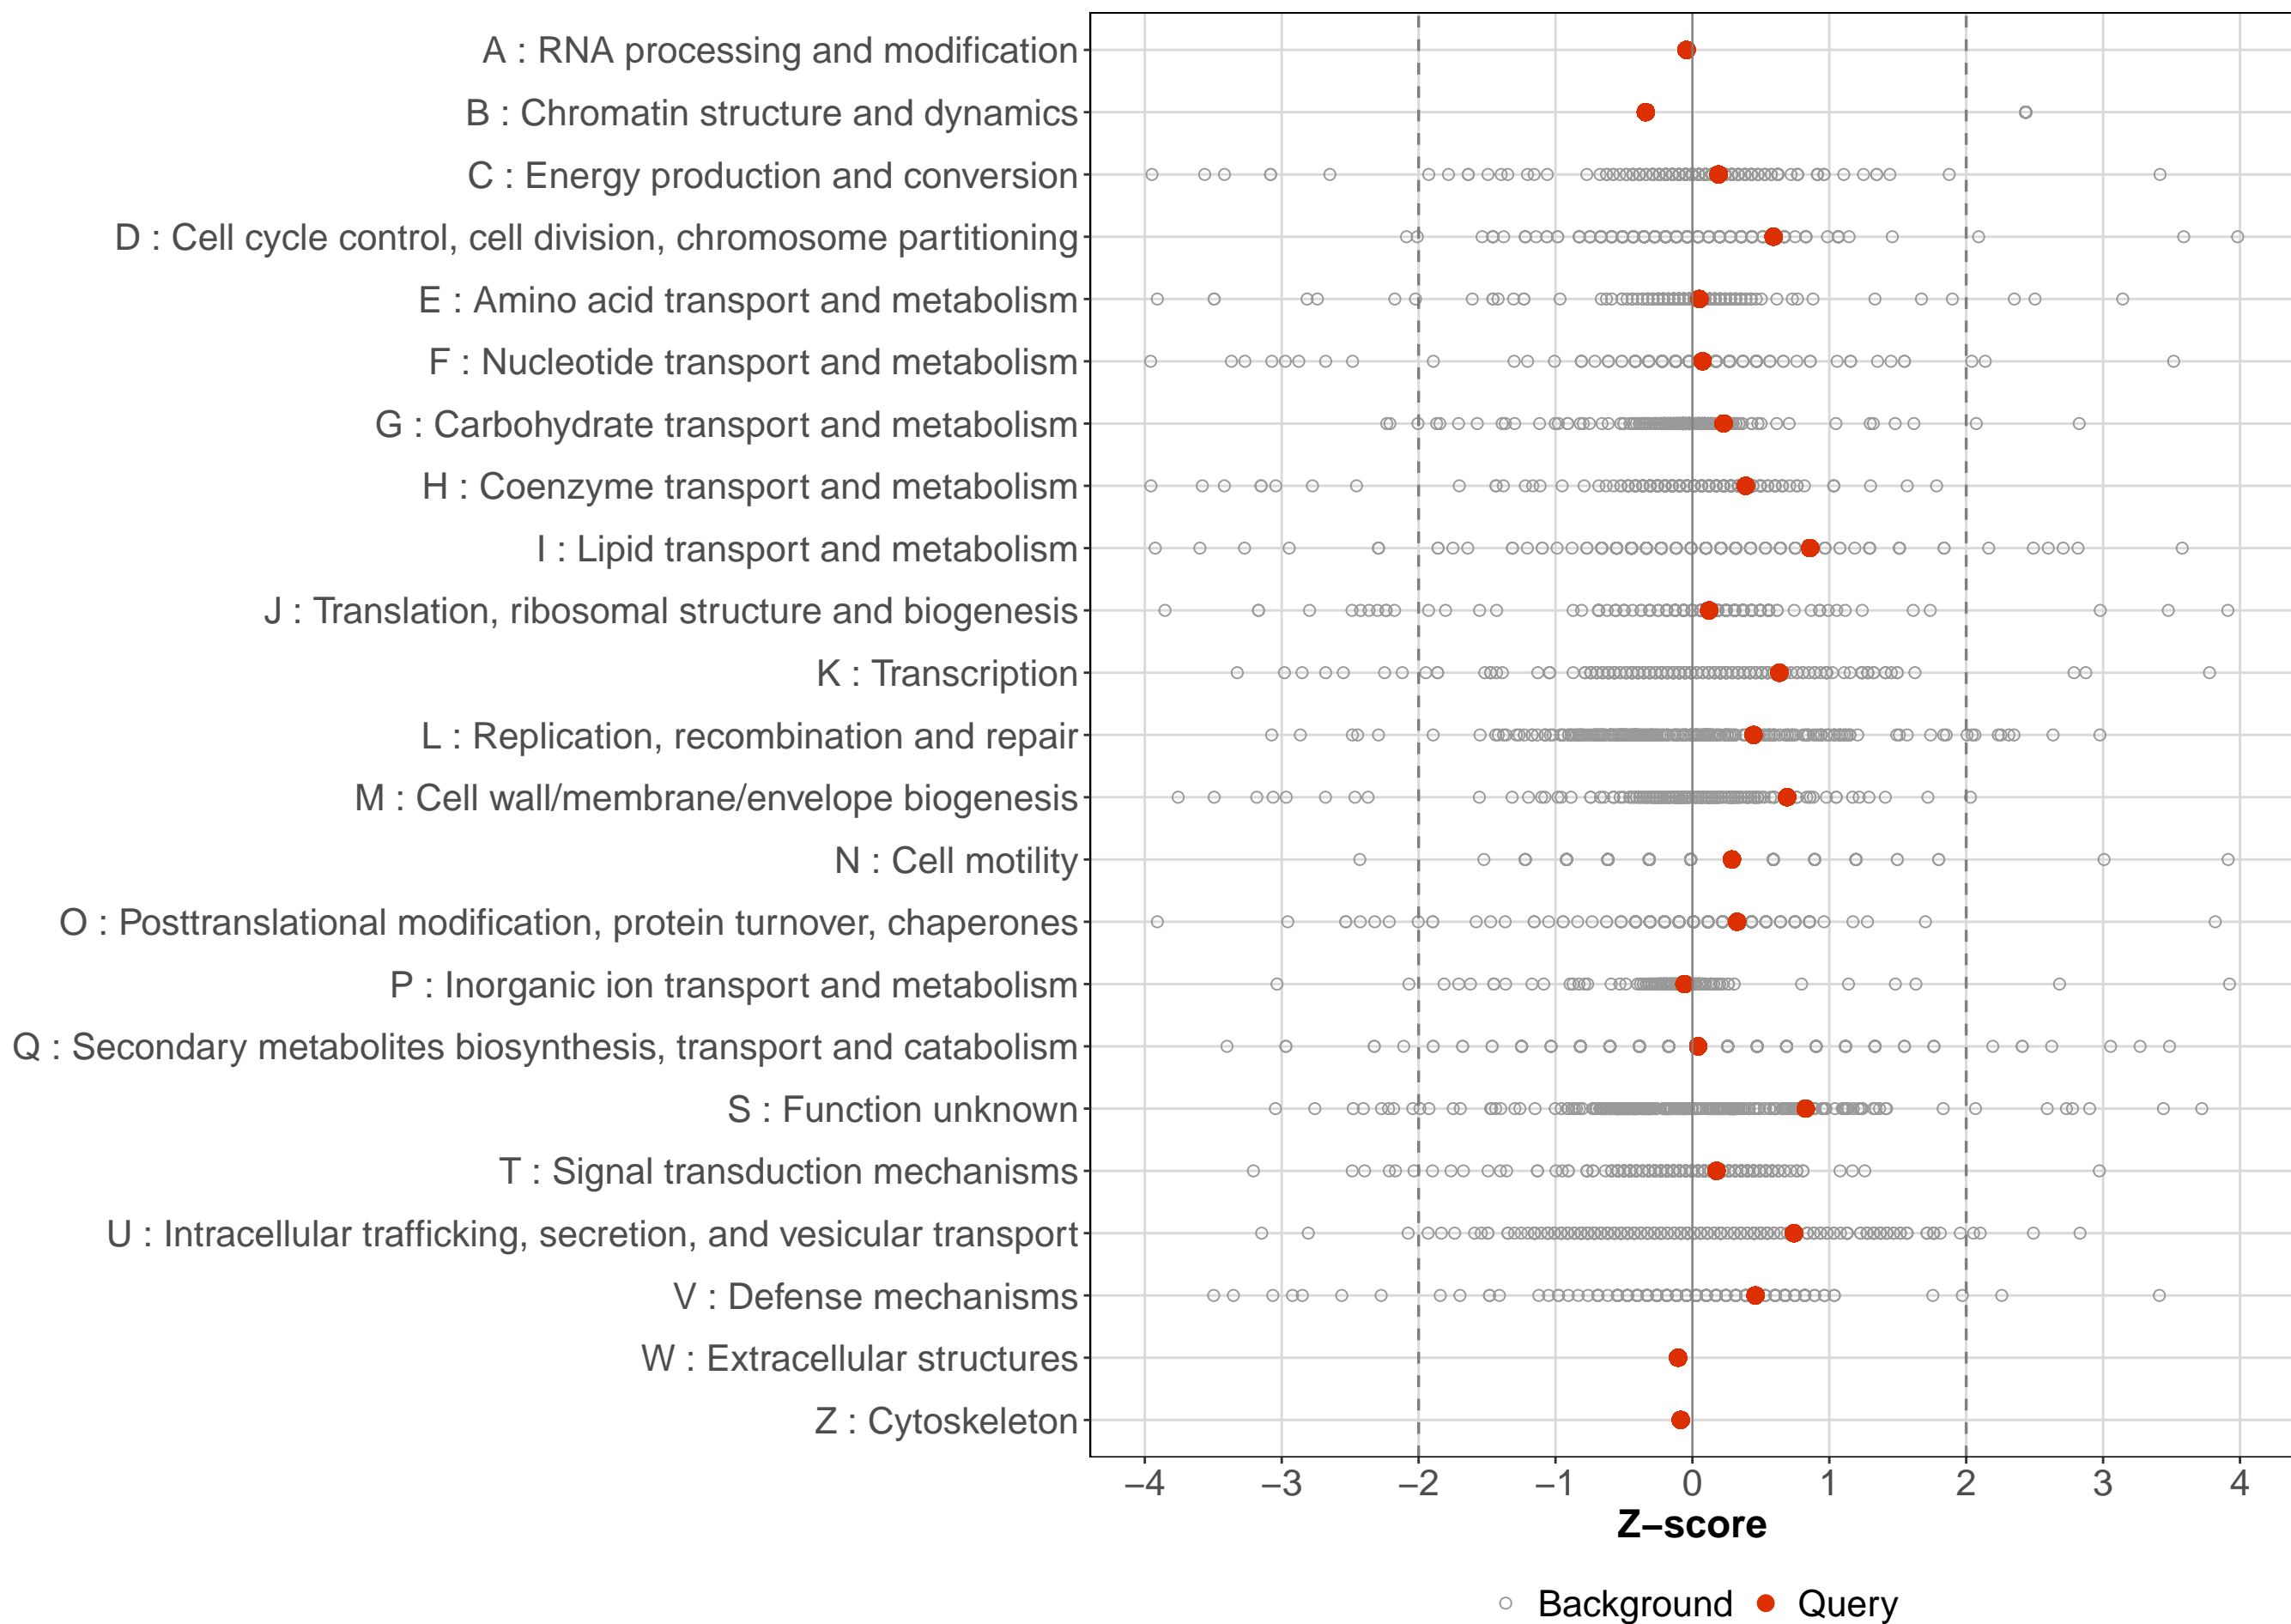 A : RNA processing and modification
B : Chromatin structure and dynamics
C : Energy production and conversion
D : Cell cycle control, cell division, chromosome partitioning
E : Amino acid transport and metabolism
F : Nucleotide transport and metabolism
G : Carbohydrate transport and metabolism
H : Coenzyme transport and metabolism
I : Lipid transport and metabolism
J : Translation, ribosomal structure and biogenesis
K : Transcription
L : Replication, recombination and repair
M : Cell wall/membrane/envelope biogenesis
N : Cell motility
O : Posttranslational modification, protein turnover, chaperones
P : Inorganic ion transport and metabolism
Q : Secondary metabolites biosynthesis, transport and catabolism
S : Function unknown
T : Signal transduction mechanisms
U : Intracellular trafficking, secretion, and vesicular transport
V : Defense mechanisms
W : Extracellular structures
Z : Cytoskeleton
−4 −3 −2 −1 0 1 2 3 4
Z−score
Background Query